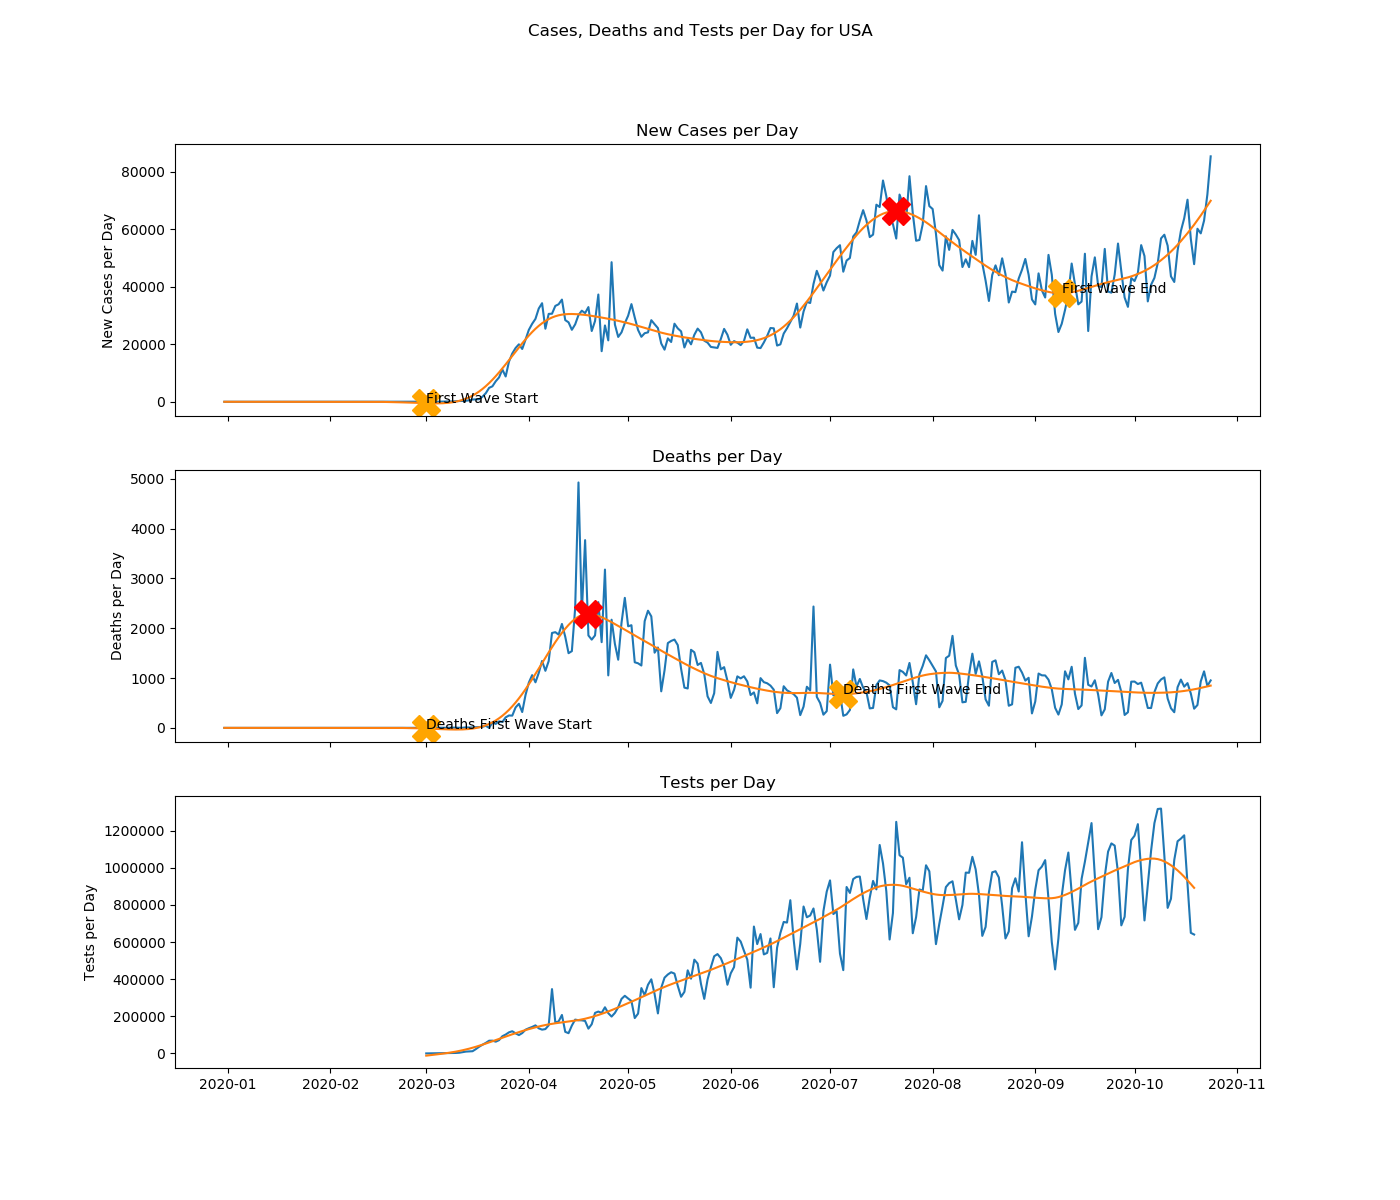 Cases, Deaths and Tests per Day for USA
New Cases per Day
New Cases per Day
80000
60000
40000
20000
0
First Wave Start
First Wave End
Deaths per Day
Deaths per Day
5000
4000
3000
2000
1000
0
Deaths First Wave Start
Deaths First Wave End
Tests per Day
Tests per Day
1200000
1000000
800000
600000
400000
200000
0
2020-01 2020-02 2020-03 2020-04 2020-05 2020-06 2020-07 2020-08 2020-09 2020-10 2020-11